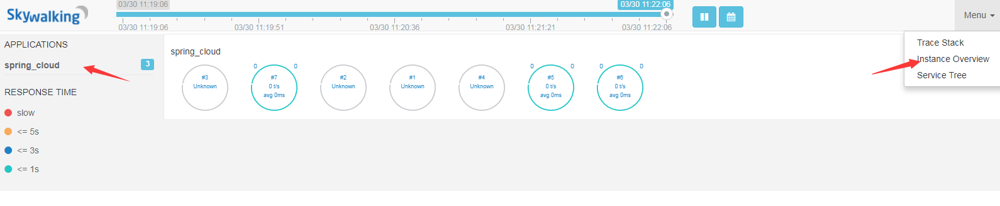 Skywalking
03/30 11:19:06
03/30 11:22:06
03/30 11:19:06
03/30 11:19:51
03/30 11:20:36
03/30 11:21:21
03/30 11:22:06
Menu
Trace Stack
Instance Overview
Service Tree
APPLICATIONS
spring_cloud 3
RESPONSE TIME
slow
<= 5s
<= 3s
<= 1s
spring_cloud
#3
Unknown
0 0
#7
0 t/s
avg 0ms
#2
Unknown
#1
Unknown
#4
Unknown
0 0
#5
0 t/s
avg 0ms
0 0
#6
0 t/s
avg 0ms